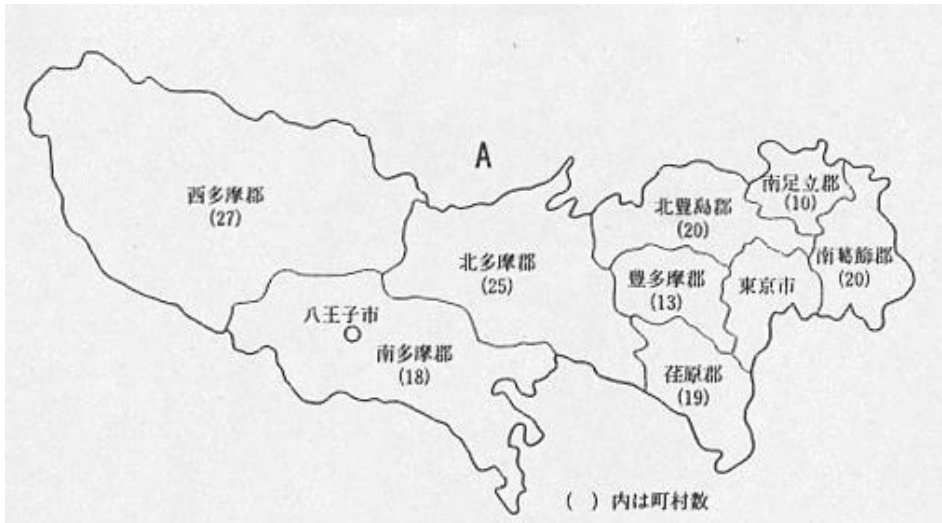 A
西多摩郡
(27)
北多摩郡
(25)
八王子市
南多摩郡
(18)
北豐島郡
(20)
南足立郡
(10)
南葛飾郡
(20)
豐多摩郡
(13)
東京市
荏原郡
(19)
( )内は町村数